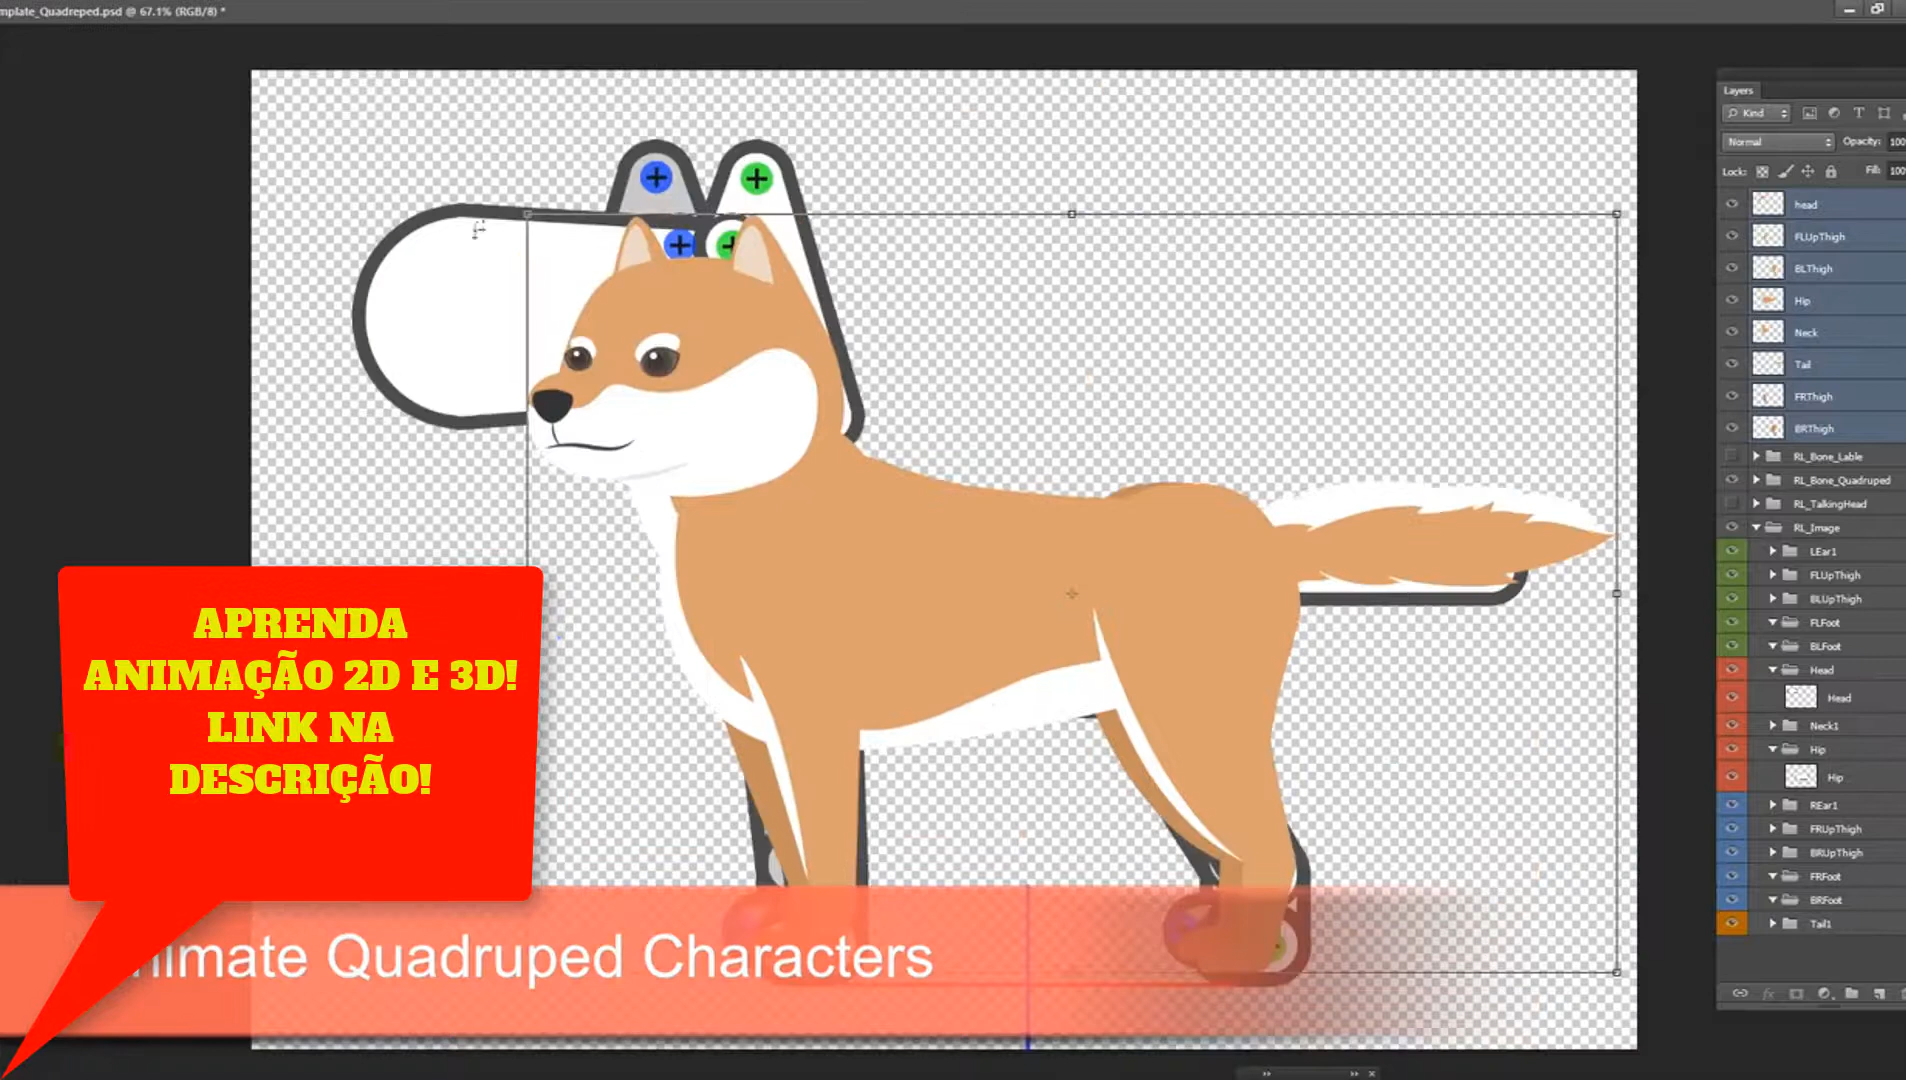 mplate_Quadreped.psd @ 67.1% (RGB/8) *
Layers
Kind
Normal
Opacity: 100
Lock:
Fill: 100
head
FLUpThigh
BLThigh
Hip
Neck
Tail
FRThigh
BRThigh
RL_Bone_Lable
RL_Bone_Quadruped
RL_TalkingHead
RL_Image
LEar1
FLUpThigh
BLUpThigh
FLFoot
BLFoot
Head
Head
Neck1
Hip
Hip
REar1
FRUpThigh
BRUpThigh
FRFoot
BRFoot
Tail1
APRENDA
ANIMAÇÃO 2D E 3D!
LINK NA
DESCRIÇÃO!
nimate Quadruped Characters